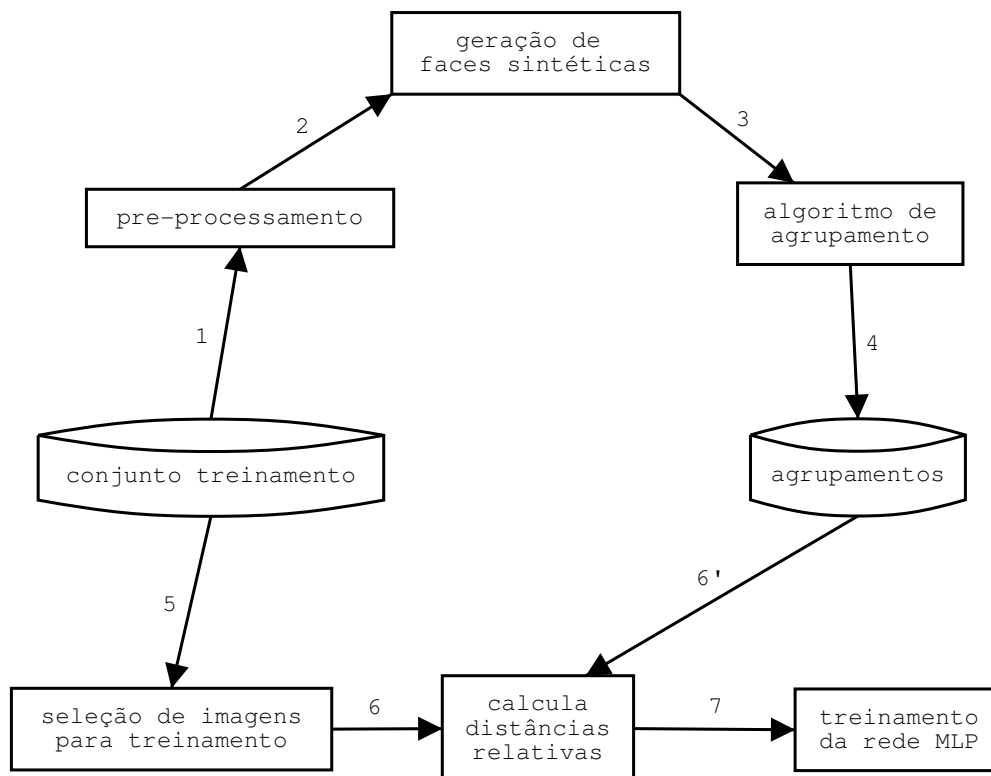 geração de
faces sintéticas
2
3
pre-processamento
algoritmo de
agrupamento
1
4
conjunto treinamento
agrupamentos
6'
5
seleção de imagens
para treinamento
6
calcula
distâncias
relativas
7
treinamento
da rede MLP